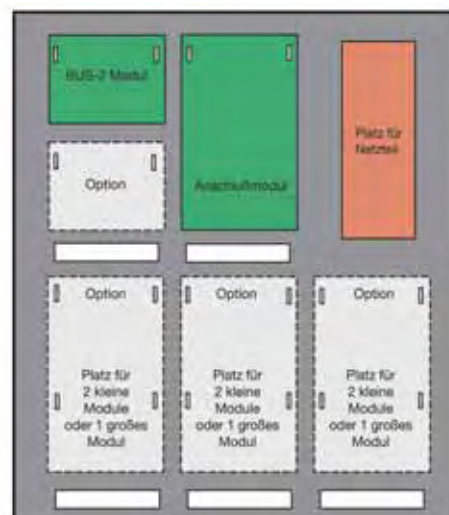 BUS-2 Modul
Platz für
Netzteil
Option
Anschlußmodul
Option
Option
Option
Platz für
2 kleine
Module
oder 1 großes
Modul
Platz für
2 kleine
Module
oder 1 großes
Modul
Platz für
2 kleine
Module
oder 1 großes
Modul